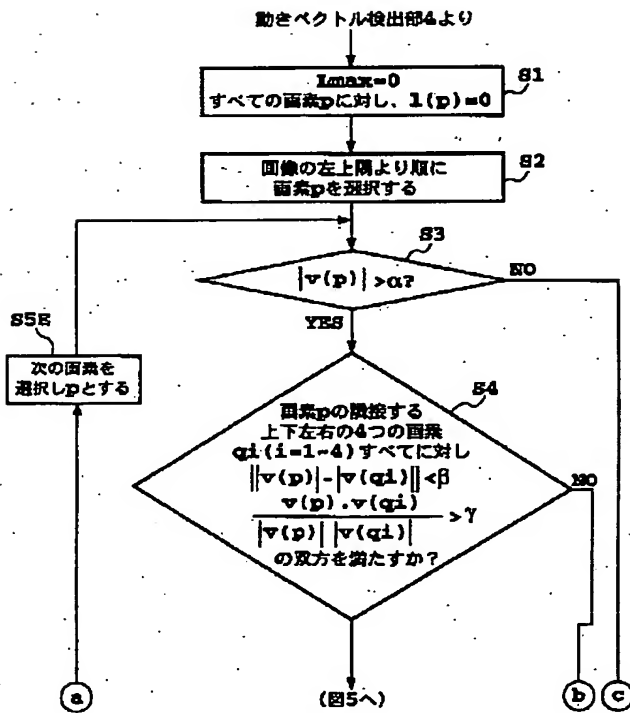 動きベクトル検出部4より
Lmax=0
すべての画素pに対し、l(p)=0
S1
画像の左上隅より順に
画素pを選択する
S2
S3
|v(p)|>α?
NO
YES
S5E
次の画素を
選択しpとする
S4
画素pの隣接する
上下左右の4つの画素
qi(i=1~4)すべてに対し
||v(p)|-|v(qi)||<β
v(p).v(qi)
|v(p)| |v(qi)|
>γ
の双方を満たすか?
NO
a
(図5へ)
b
c